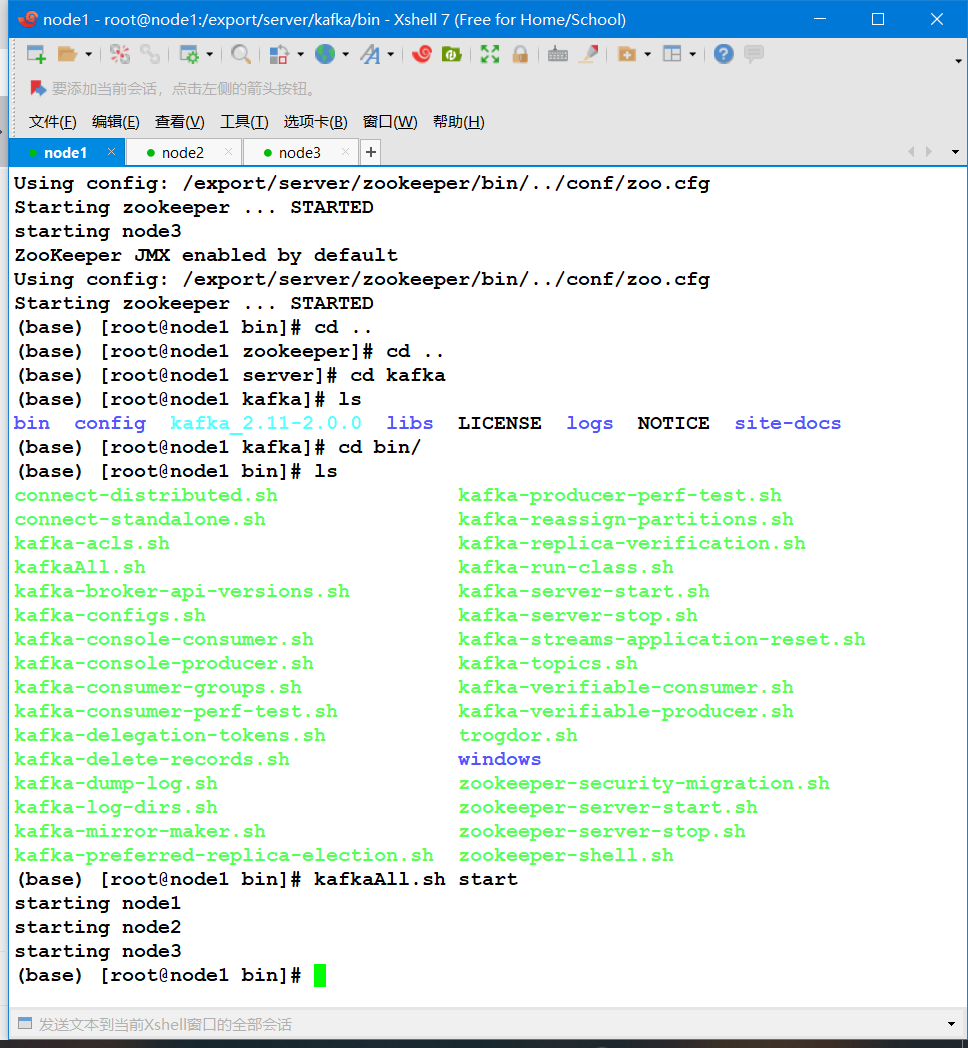 node1 - root@node1:/export/server/kafka/bin - Xshell 7 (Free for Home/School)
要添加当前会话，点击左侧的箭头按钮。
文件(F) 编辑(E) 查看(V) 工具(T) 选项卡(B) 窗口(W) 帮助(H)
node1 node2 node3
Using config: /export/server/zookeeper/bin/../conf/zoo.cfg
Starting zookeeper ... STARTED
starting node3
ZooKeeper JMX enabled by default
Using config: /export/server/zookeeper/bin/../conf/zoo.cfg
Starting zookeeper ... STARTED
(base) [root@node1 bin]# cd ..
(base) [root@node1 zookeeper]# cd ..
(base) [root@node1 server]# cd kafka
(base) [root@node1 kafka]# ls
bin config kafka_2.11-2.0.0 libs LICENSE logs NOTICE site-docs
(base) [root@node1 kafka]# cd bin/
(base) [root@node1 bin]# ls
connect-distributed.sh kafka-producer-perf-test.sh
connect-standalone.sh kafka-reassign-partitions.sh
kafka-acls.sh kafka-replica-verification.sh
kafkaAll.sh kafka-run-class.sh
kafka-broker-api-versions.sh kafka-server-start.sh
kafka-configs.sh kafka-server-stop.sh
kafka-console-consumer.sh kafka-streams-application-reset.sh
kafka-console-producer.sh kafka-topics.sh
kafka-consumer-groups.sh kafka-verifiable-consumer.sh
kafka-consumer-perf-test.sh kafka-verifiable-producer.sh
kafka-delegation-tokens.sh trogdor.sh
kafka-delete-records.sh windows
kafka-dump-log.sh zookeeper-security-migration.sh
kafka-log-dirs.sh zookeeper-server-start.sh
kafka-mirror-maker.sh zookeeper-server-stop.sh
kafka-preferred-replica-election.sh zookeeper-shell.sh
(base) [root@node1 bin]# kafkaAll.sh start
starting node1
starting node2
starting node3
(base) [root@node1 bin]#
发送文本到当前Xshell窗口的全部会话